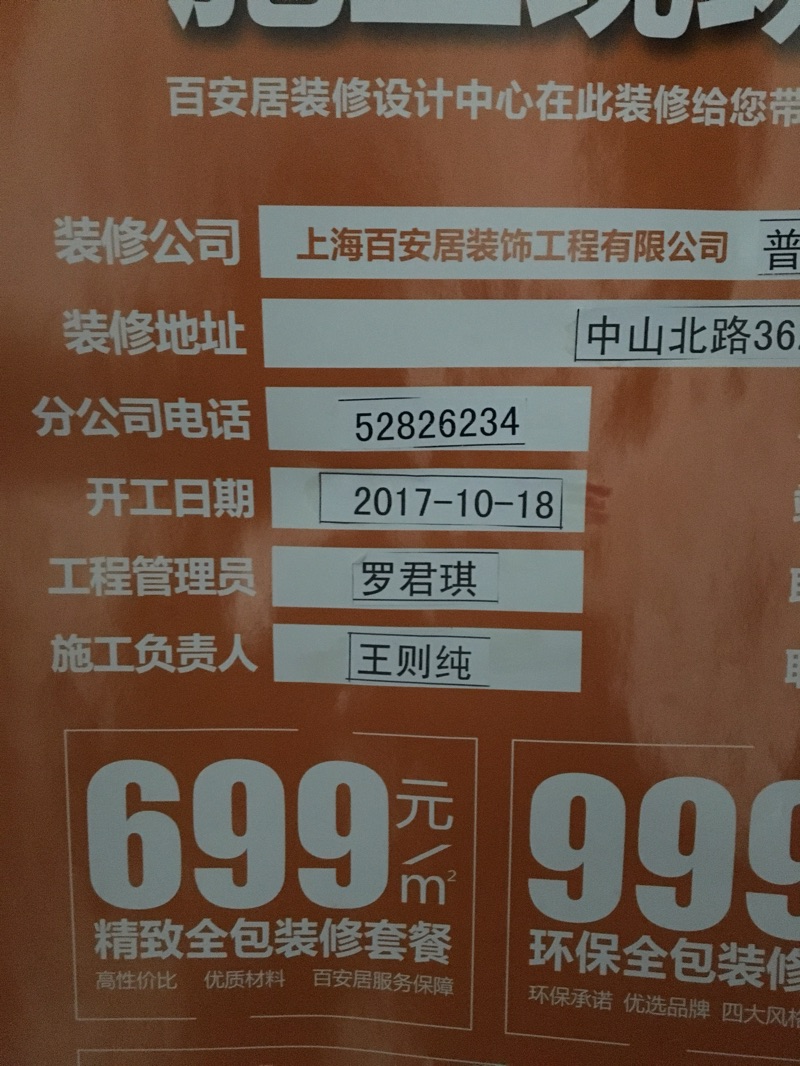 百安居装修设计中心在此装修给您带
装修公司 上海百安居装饰工程有限公司 普
装修地址 中山北路36
分公司电话 52826234
开工日期 2017-10-18
工程管理员 罗君琪
施工负责人 王则纯
699元/m² 999
精致全包装修套餐 环保全包装修
高性价比 优质材料 百安居服务保障 环保承诺 优选品牌 四大风格